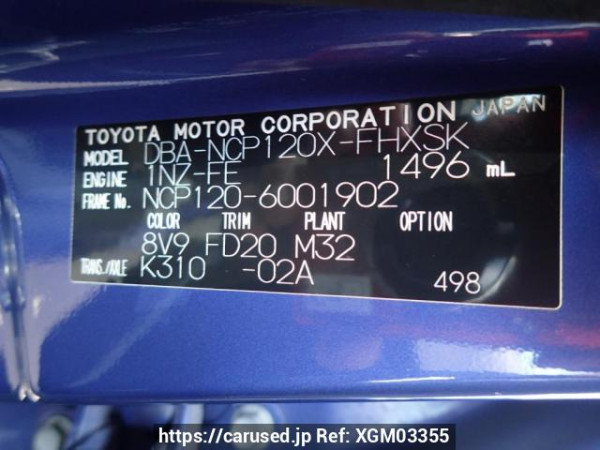 TOYOTA MOTOR CORPORATION JAPAN
MODEL DBA-NCP120X-FHXSK
ENGINE 1NZ-FE 1496 mL
FRAME No. NCP120-6001902
COLOR TRIM PLANT OPTION
8V9 FD20 M32
TRANS./AXLE K310 -02A 498
https://carused.jp Ref: XGM03355